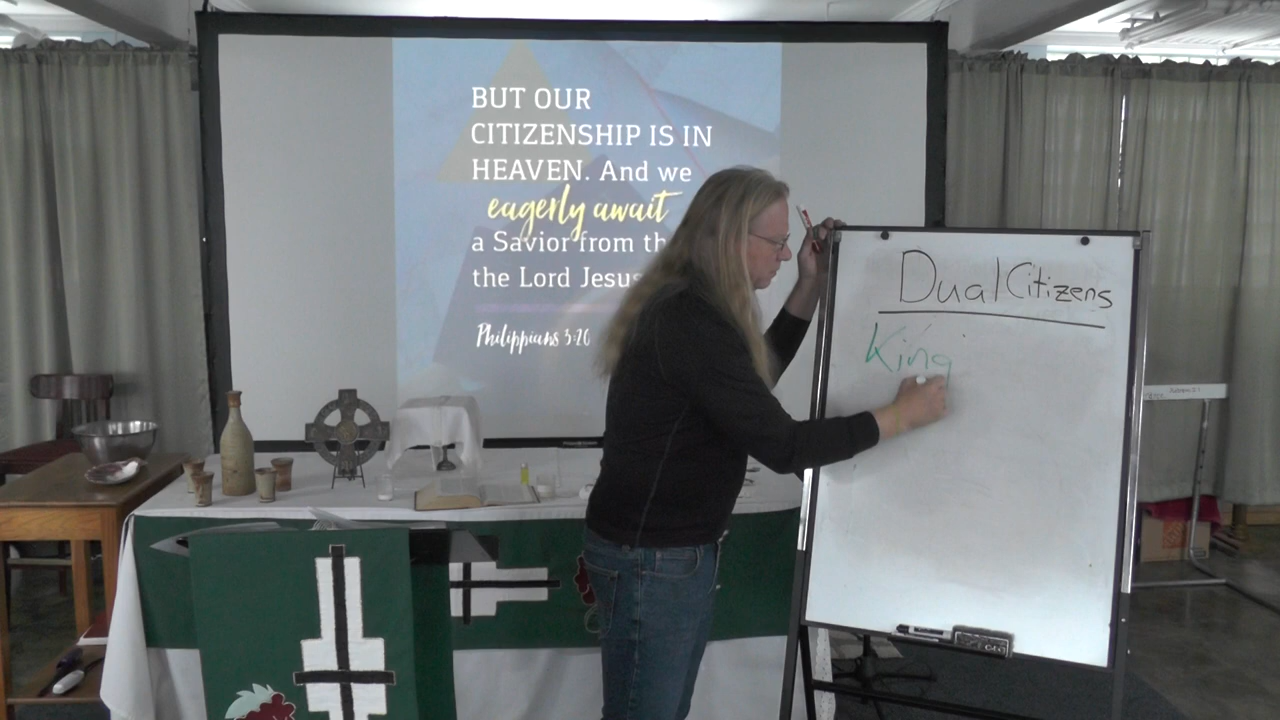 BUT OUR
CITIZENSHIP IS IN
HEAVEN. And we
eagerly await
a Savior from th
the Lord Jesus
Philippians 3:20
Dual Citizens
King